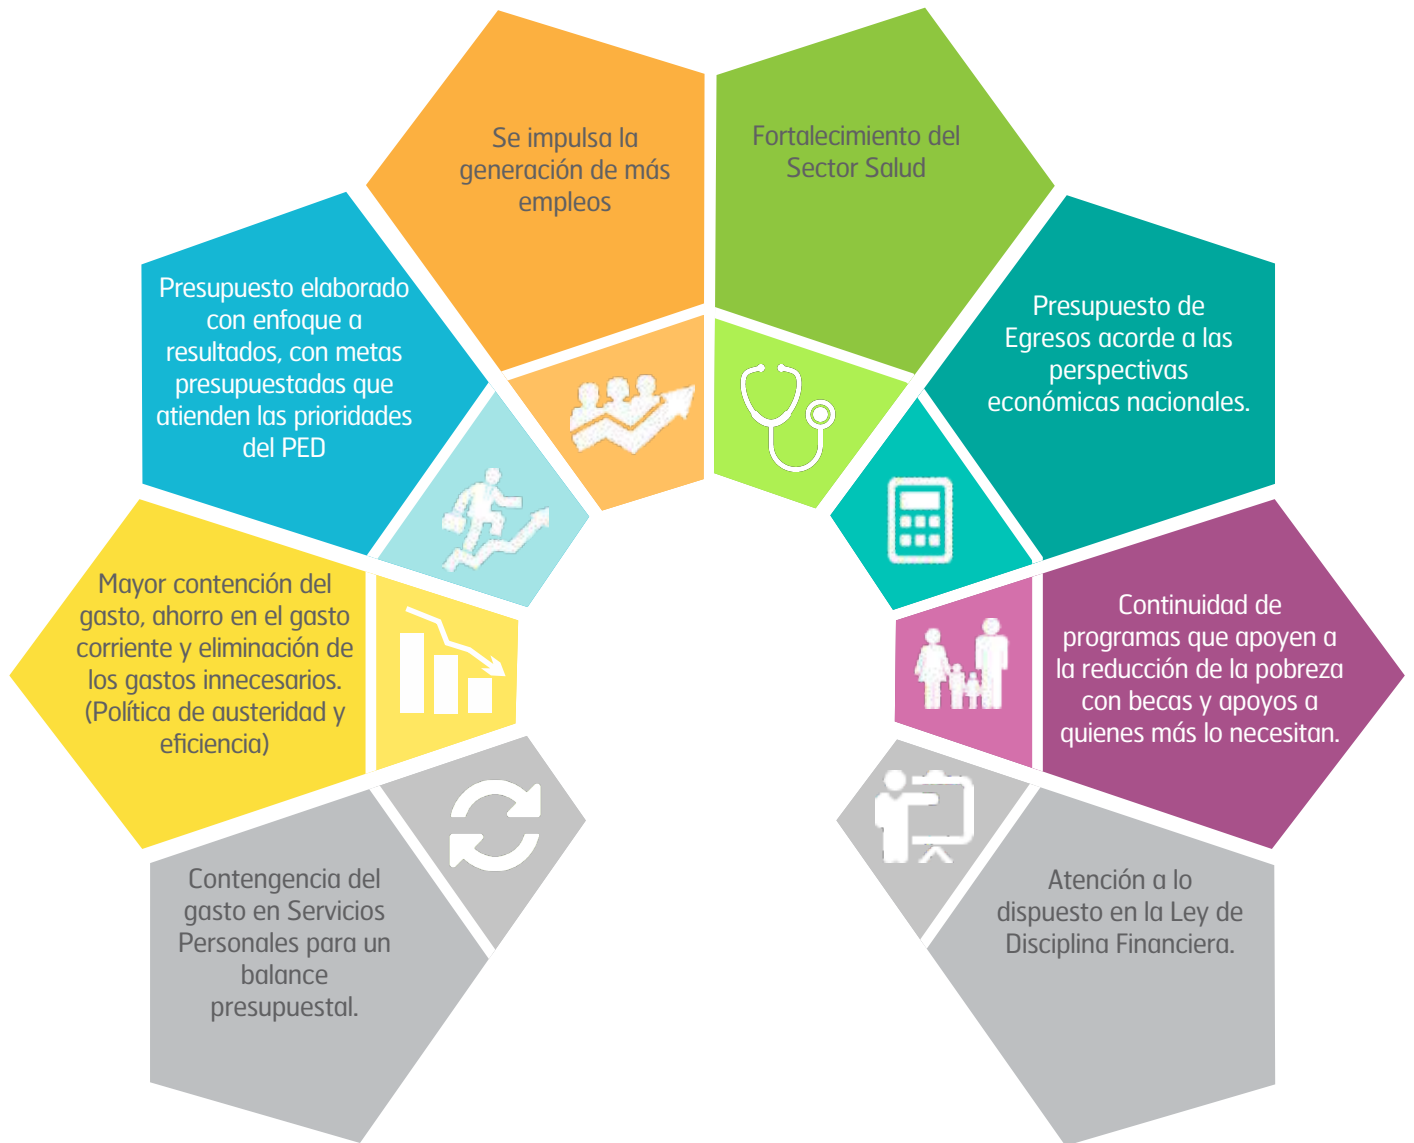 Se impulsa la
generación de más
empleos
Fortalecimiento del
Sector Salud
Presupuesto elaborado
con enfoque a
resultados, con metas
presupuestadas que
atienden las prioridades
del PED
Presupuesto de
Egresos acorde a las
perspectivas
económicas nacionales.
Mayor contención del
gasto, ahorro en el gasto
corriente y eliminación de
los gastos innecesarios.
(Política de austeridad y
eficiencia)
Continuidad de
programas que apoyen a
la reducción de la pobreza
con becas y apoyos a
quienes más lo necesitan.
Contengencia del
gasto en Servicios
Personales para un
balance
presupuestal.
Atención a lo
dispuesto en la Ley de
Disciplina Financiera.